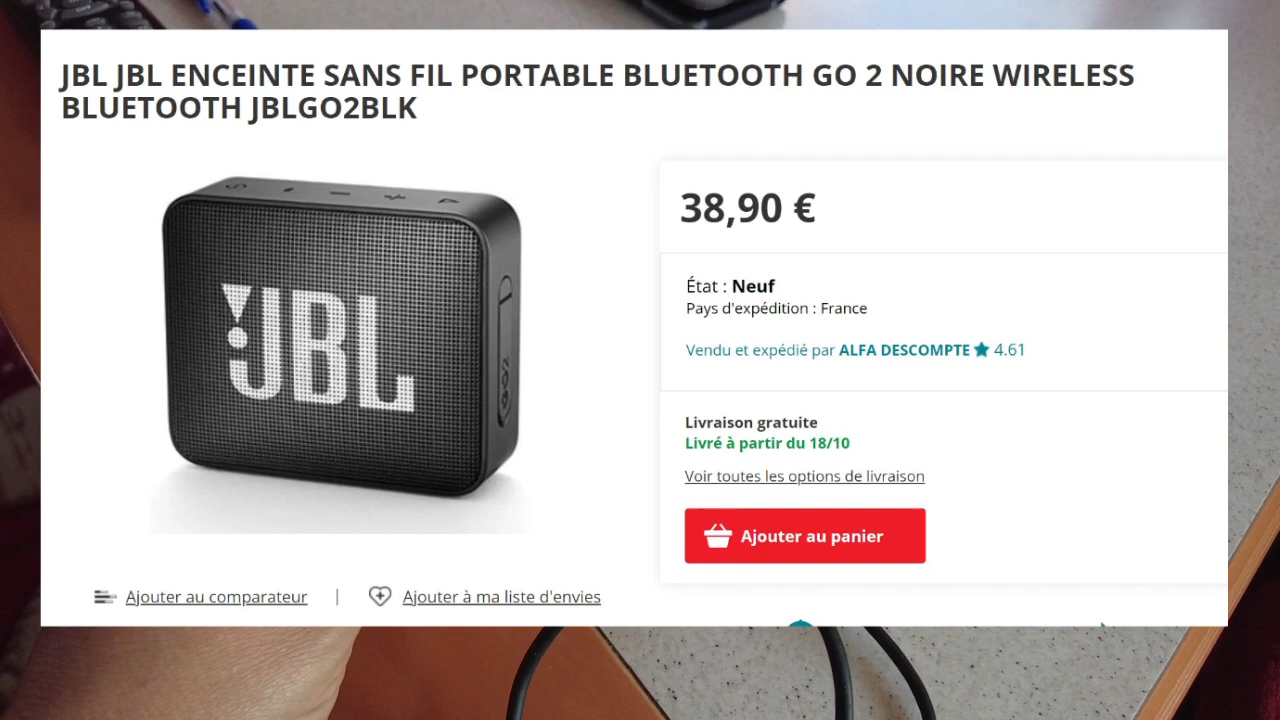 JBL JBL ENCEINTE SANS FIL PORTABLE BLUETOOTH GO 2 NOIRE WIRELESS
BLUETOOTH JBLGO2BLK
JBL
GO2
38,90 €
État : Neuf
Pays d'expédition : France
Vendu et expédié par ALFA DESCOMPTE ★ 4.61
Livraison gratuite
Livré à partir du 18/10
Voir toutes les options de livraison
Ajouter au panier
Ajouter au comparateur | Ajouter à ma liste d'envies